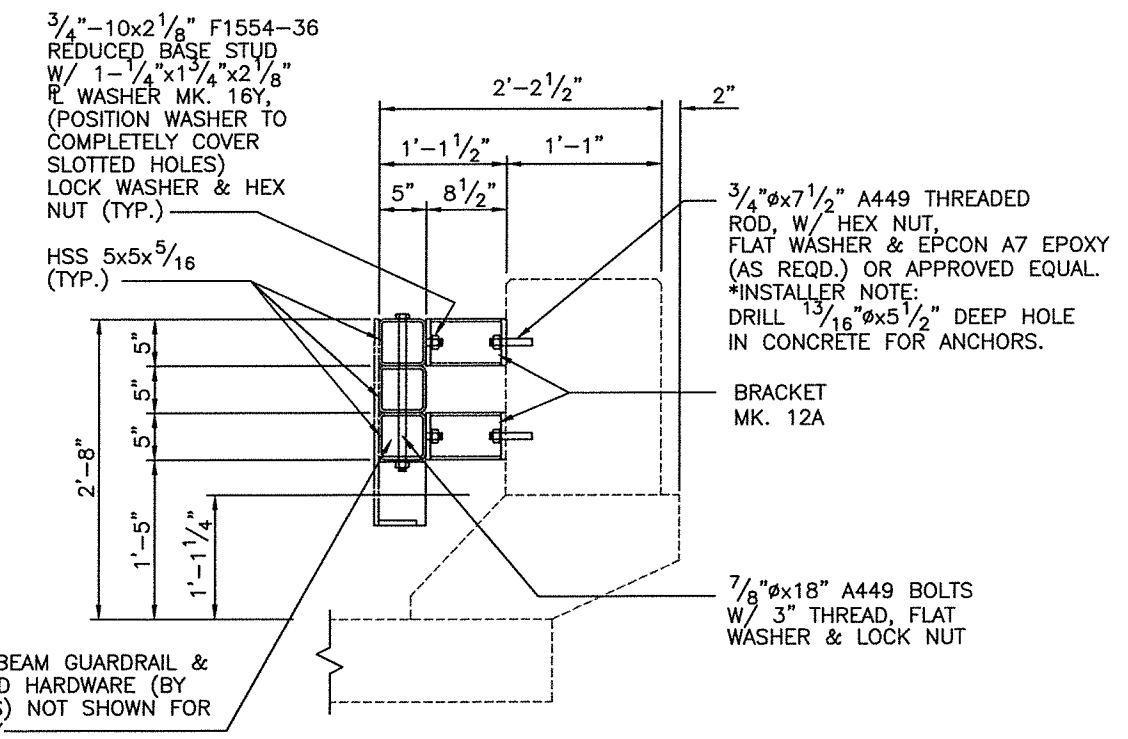 3/4"-10x2 1/8" F1554-36
REDUCED BASE STUD
W/ 1-1/4"x1 3/4"x2 1/8"
PL WASHER MK. 16Y,
(POSITION WASHER TO
COMPLETELY COVER
SLOTTED HOLES)
LOCK WASHER & HEX
NUT (TYP.)
HSS 5x5x5/16
(TYP.)
2'-2 1/2"
2"
1'-1 1/2"
1'-1"
5"
8 1/2"
3/4"øx7 1/2" A449 THREADED
ROD, W/ HEX NUT,
FLAT WASHER & EPCON A7 EPOXY
(AS REQD.) OR APPROVED EQUAL.
*INSTALLER NOTE:
DRILL 13/16"øx5 1/2" DEEP HOLE
IN CONCRETE FOR ANCHORS.
BRACKET
MK. 12A
5"
5"
5"
2'-8"
1'-5"
1'-1 1/4"
7/8"øx18" A449 BOLTS
W/ 3" THREAD, FLAT
WASHER & LOCK NUT
BEAM GUARDRAIL &
HARDWARE (BY
NOT SHOWN FOR